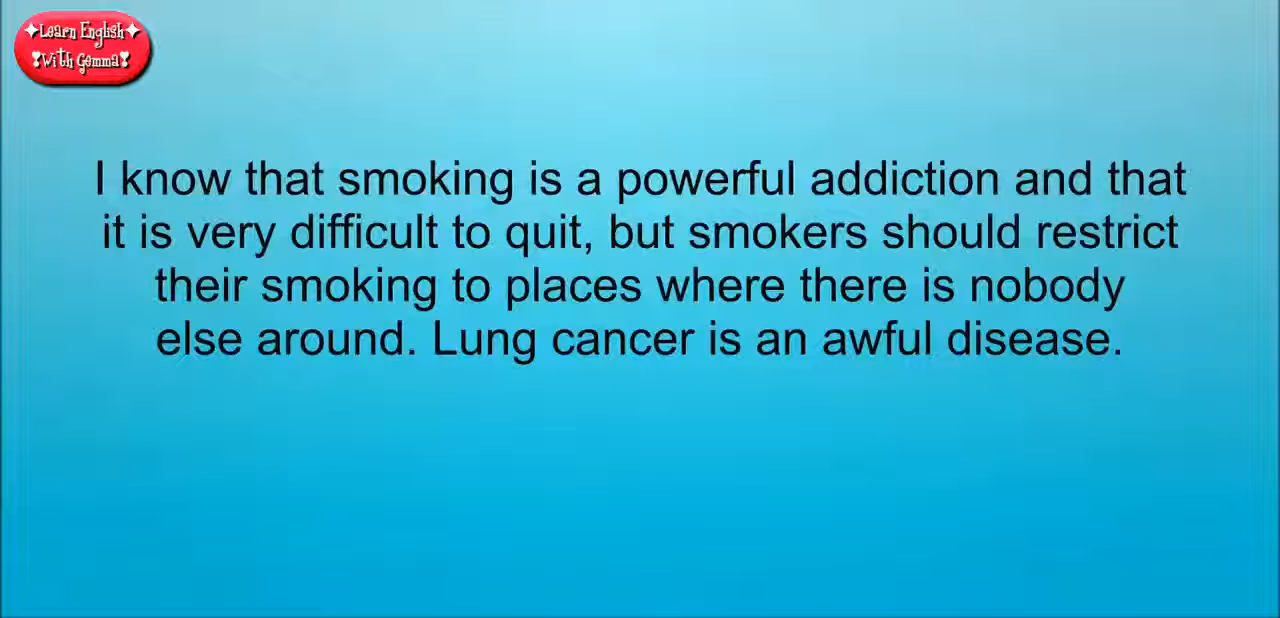 ✦Learn English✦
❣With Gemma❣
I know that smoking is a powerful addiction and that
it is very difficult to quit, but smokers should restrict
their smoking to places where there is nobody
else around. Lung cancer is an awful disease.